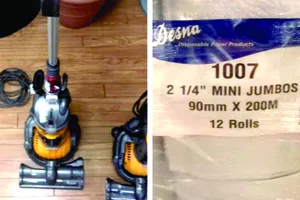 Desna
Disposable Paper Products
1007
2 1/4" MINI JUMBOS
90mm X 200M
12 Rolls